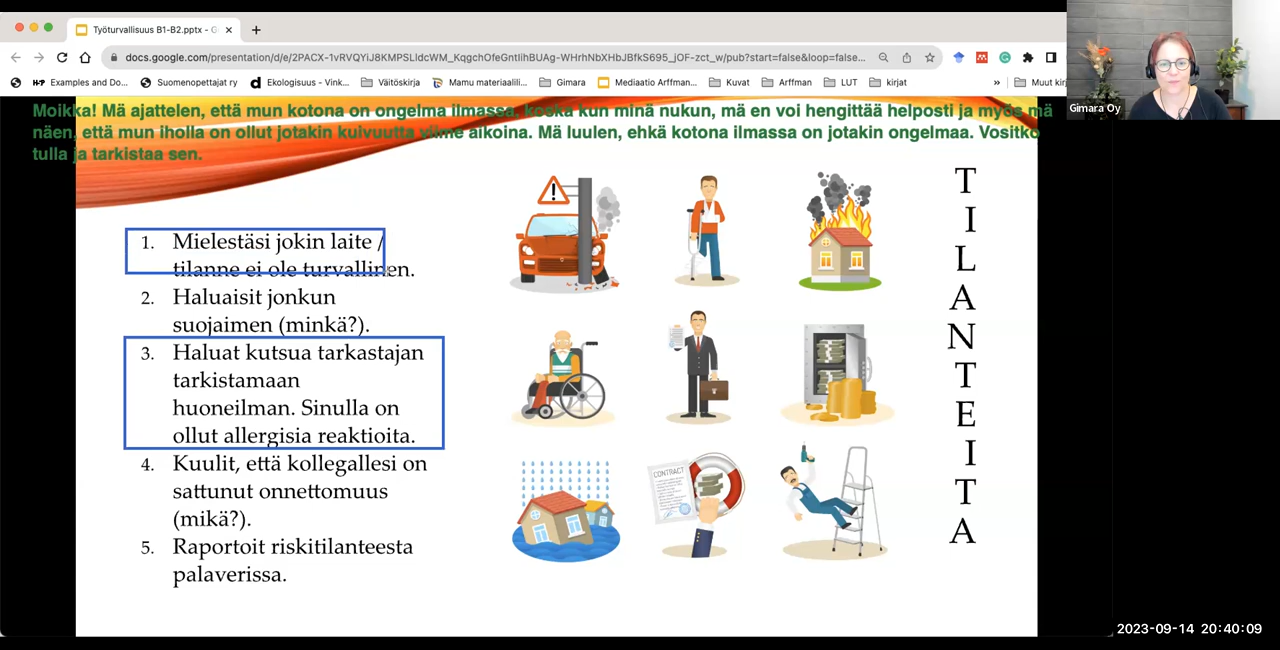 Työturvallisuus B1-B2.pptx - G
docs.google.com/presentation/d/e/2PACX-1vRVQYiJ8KMPSLldcWM_KqgchOfeGntlihBUAg-WHrhNbXHbJBfkS695_jOF-zct_w/pub?start=false&loop=false...
Examples and Do... Suomenopettajat ry Ekologisuus - Vink... Väitöskirja Mamu materiaalil... Gimara Mediaatio Arffman... Kuvat Arffman LUT kirjat » Muut kirj
Gimara Oy
Moikka! Mä ajattelen, että mun kotona on ongelma ilmassa, koska kun minä nukun, mä en voi hengittää helposti ja myös mä
näen, että mun iholla on ollut jotakin kuivuutta viime aikoina. Mä luulen, ehkä kotona ilmassa on jotakin ongelmaa. Vositko
tulla ja tarkistaa sen.
1. Mielestäsi jokin laite /
tilanne ei ole turvallinen.
2. Haluaisit jonkun
suojaimen (minkä?).
3. Haluat kutsua tarkastajan
tarkistamaan
huoneilman. Sinulla on
ollut allergisia reaktioita.
4. Kuulit, että kollegallesi on
sattunut onnettomuus
(mikä?).
5. Raportoit riskitilanteesta
palaverissa.
CONTRACT
T
I
L
A
N
T
E
I
T
A
2023-09-14 20:40:09